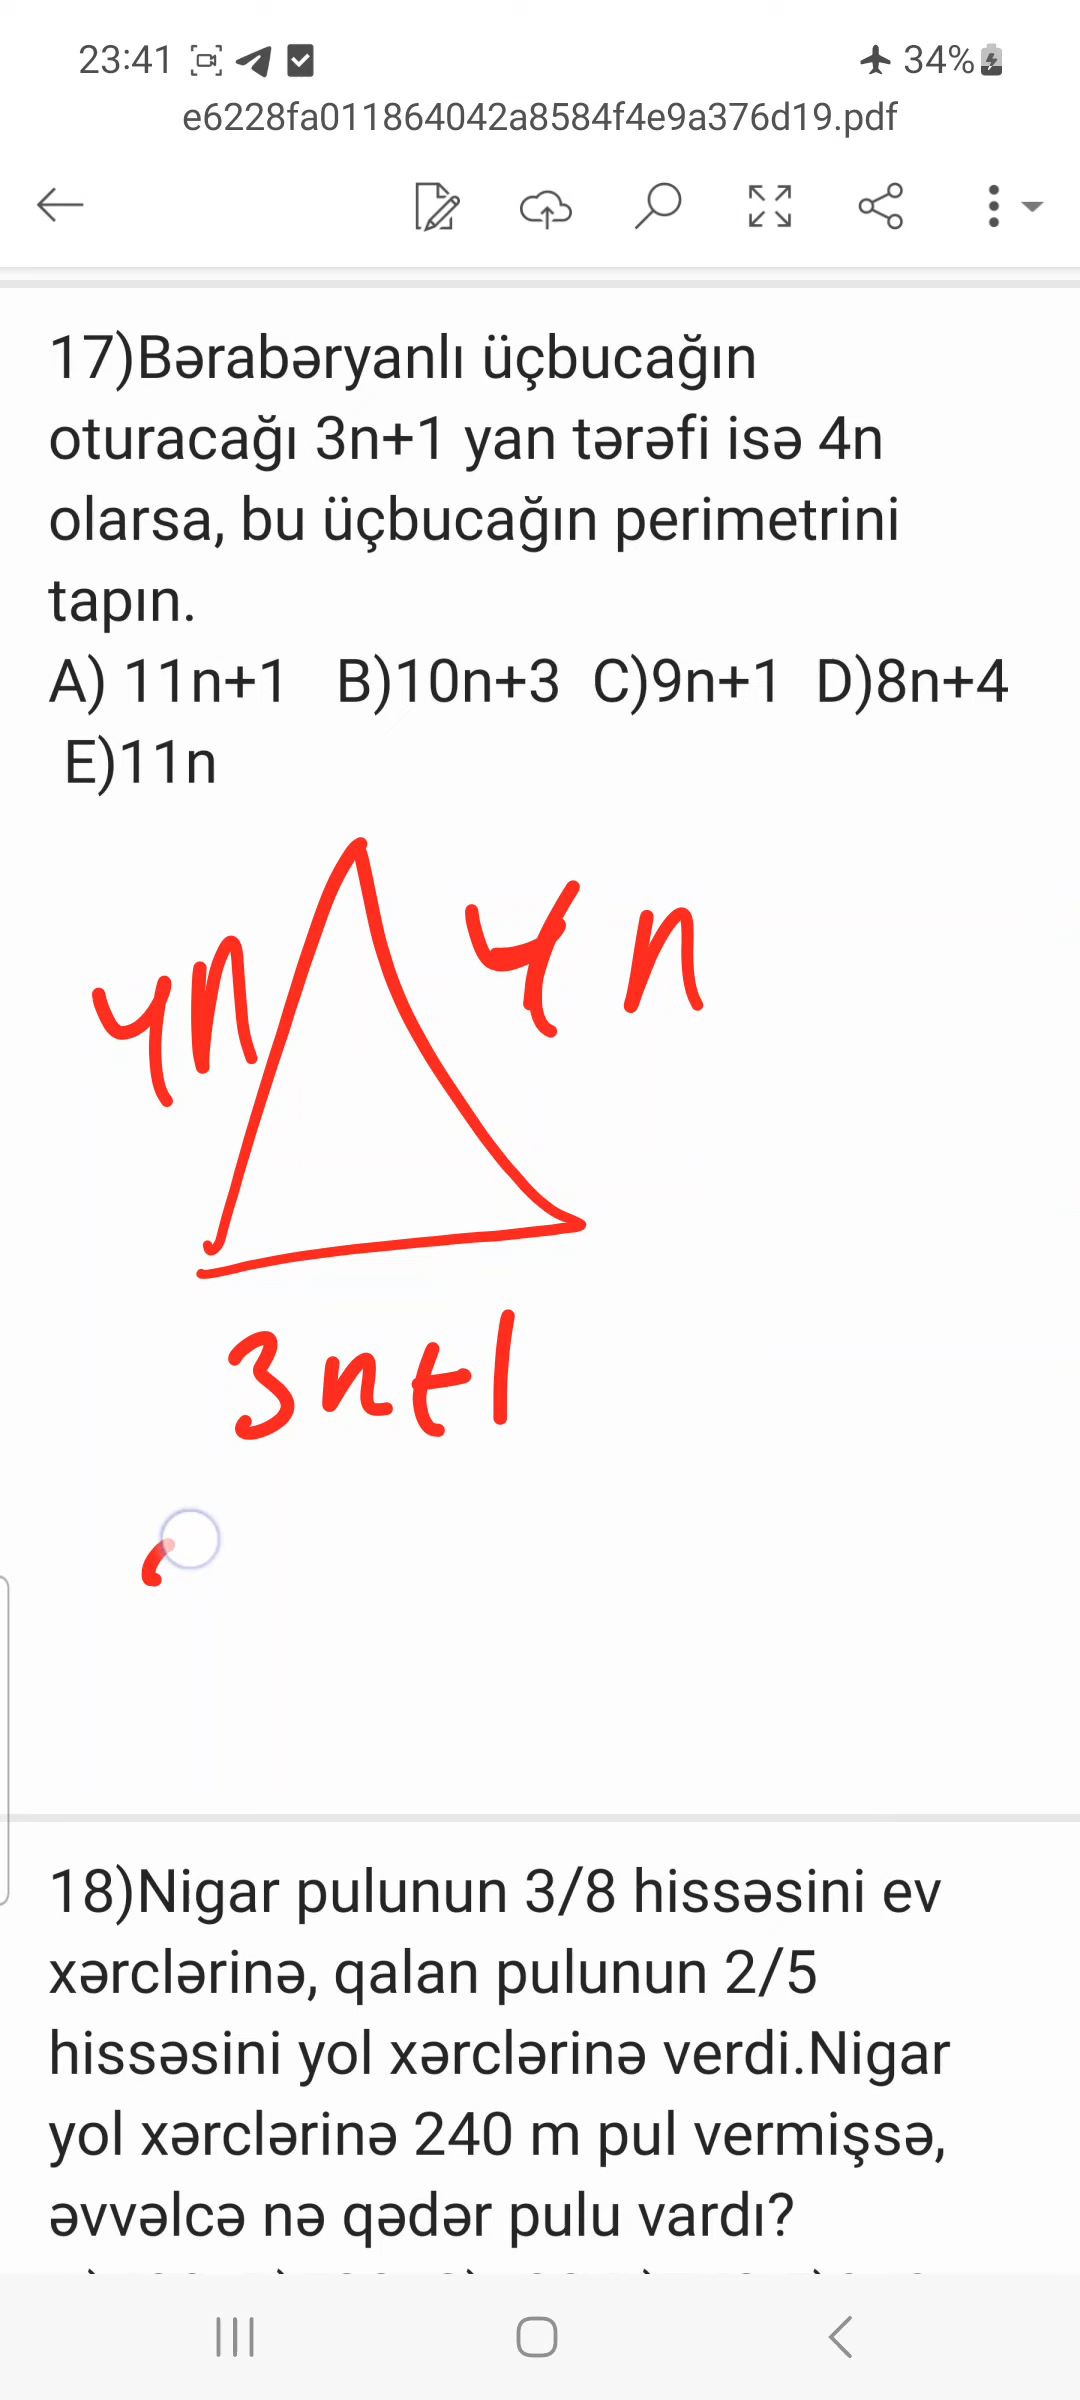 23:41
34%
e6228fa011864042a8584f4e9a376d19.pdf
17)Bərabəryanlı üçbucağın
oturacağı 3n+1 yan tərəfi isə 4n
olarsa, bu üçbucağın perimetrini
tapın.
A) 11n+1 B)10n+3 C)9n+1 D)8n+4
E)11n
4n 4n
3n+1
18)Nigar pulunun 3/8 hissəsini ev
xərclərinə, qalan pulunun 2/5
hissəsini yol xərclərinə verdi.Nigar
yol xərclərinə 240 m pul vermişsə,
əvvəlcə nə qədər pulu vardı?